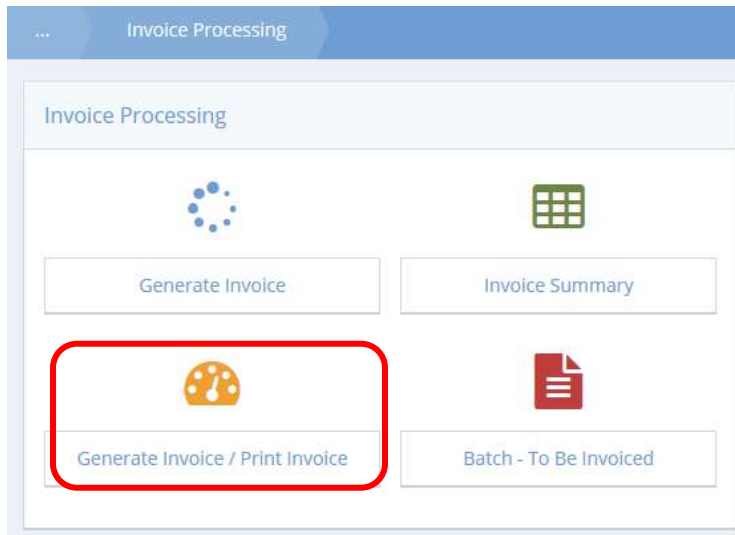 ... Invoice Processing
Invoice Processing
Generate Invoice
Invoice Summary
Generate Invoice / Print Invoice
Batch - To Be Invoiced